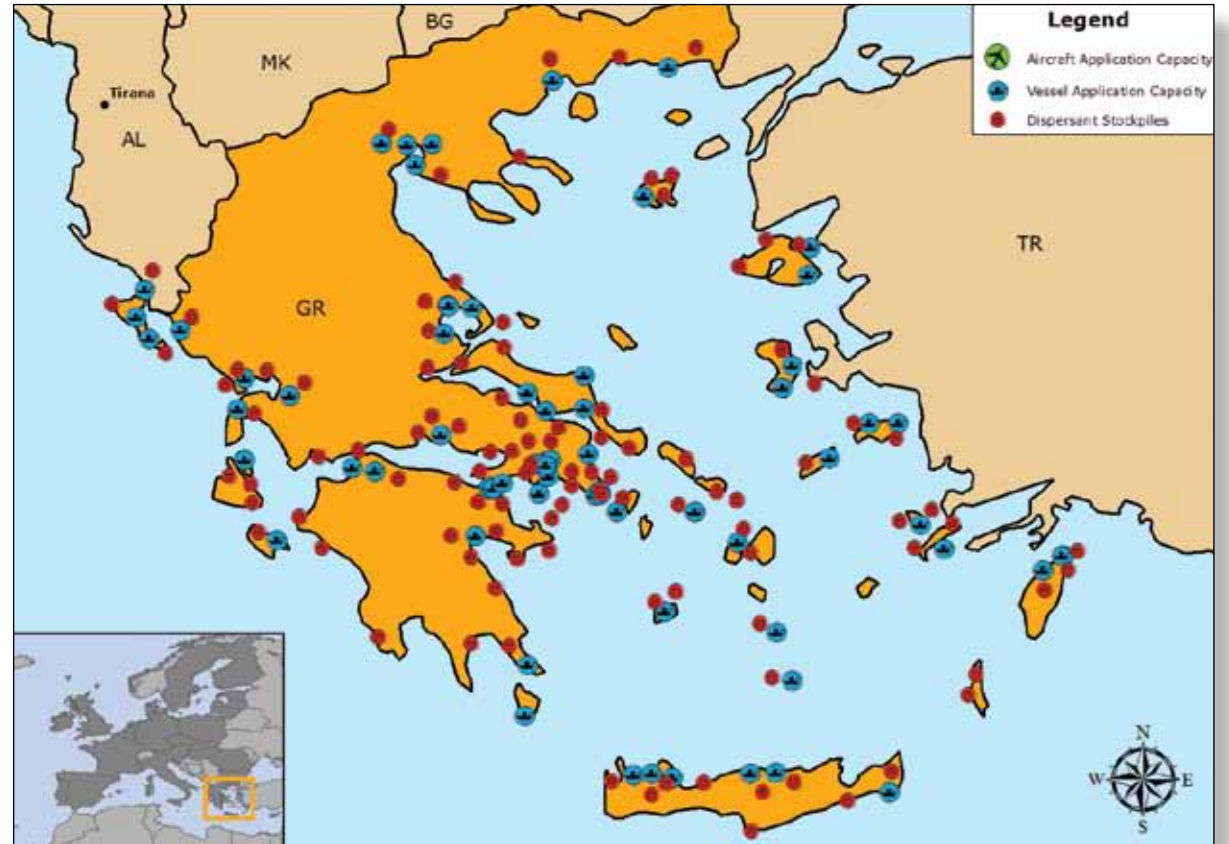 BG
Legend
MK
Aircraft Application Capacity
Tirana
Vessel Application Capacity
AL
Dispersant Stockpiles
TR
GR
N
W
E
S